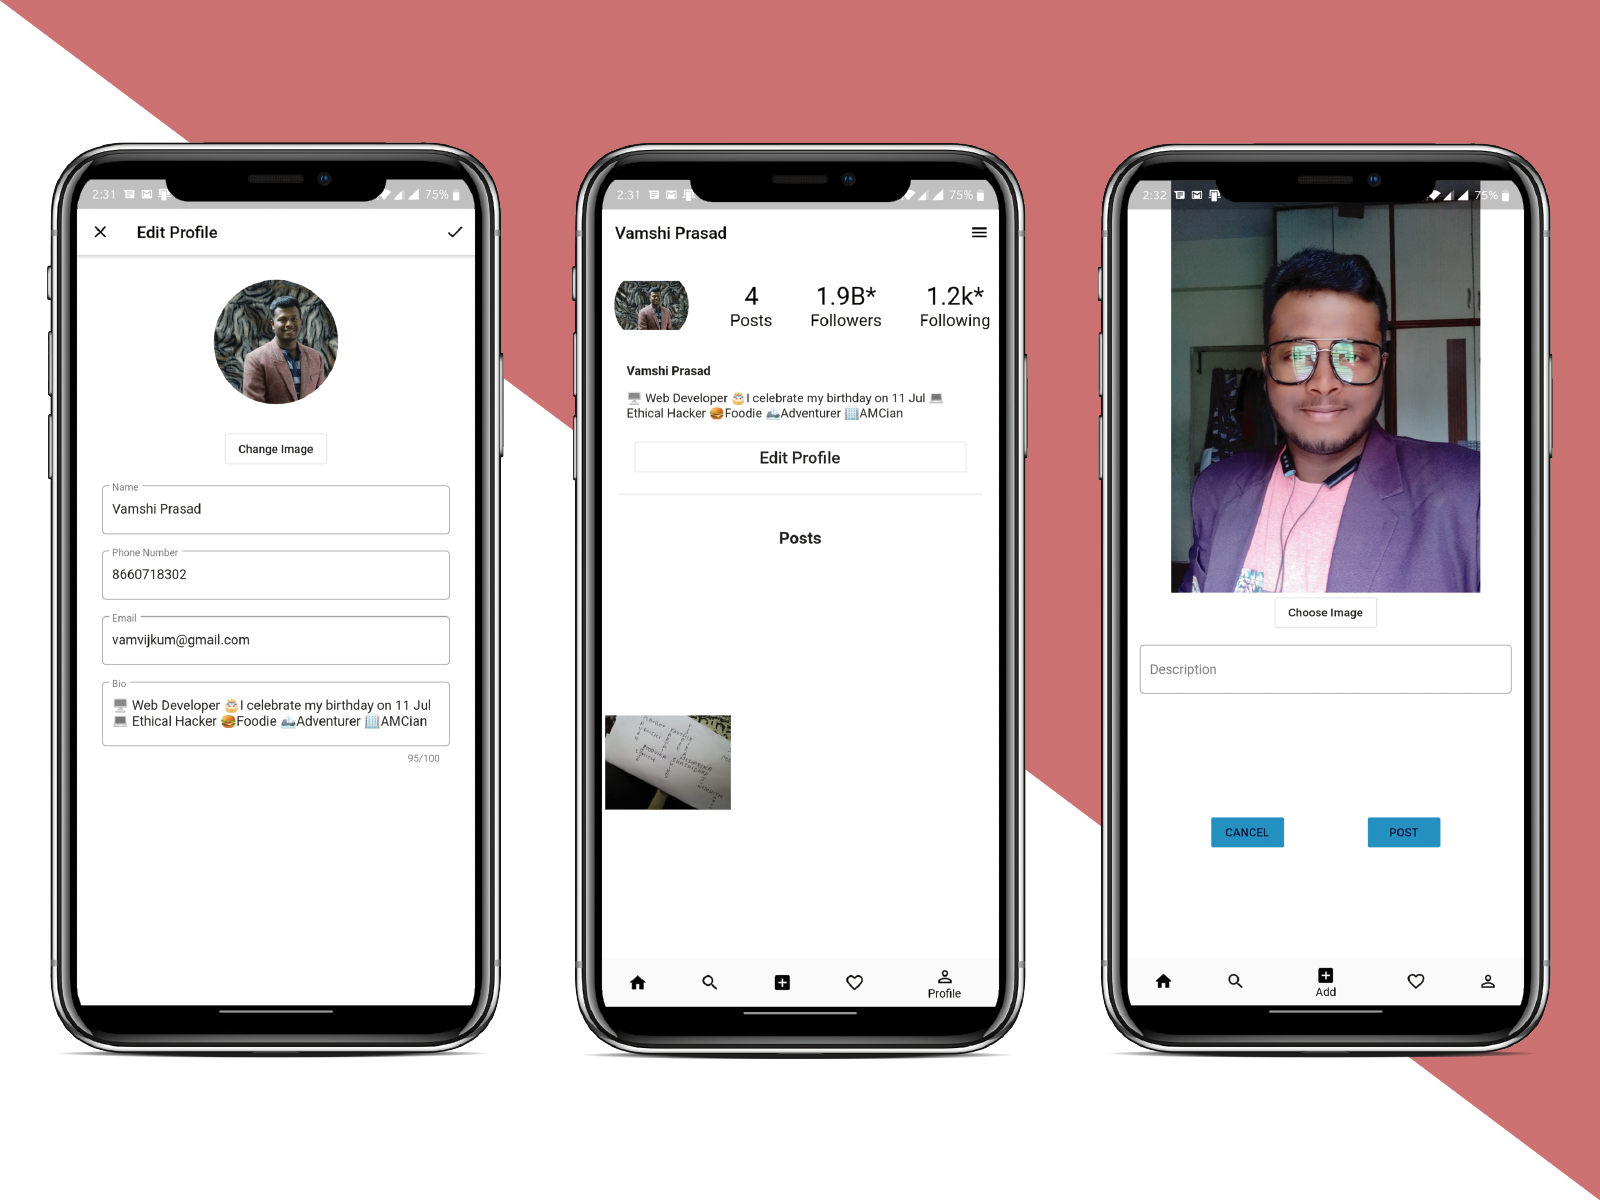 2:31
75%
Edit Profile
Change Image
Name
Vamshi Prasad
Phone Number
8660718302
Email
vamvijkum@gmail.com
Bio
🖥️ Web Developer 🎂I celebrate my birthday on 11 Jul
💻 Ethical Hacker 🍔Foodie 🏔️Adventurer 🏢AMCian
95/100
2:31
75%
Vamshi Prasad
4 1.9B* 1.2k*
Posts Followers Following
Vamshi Prasad
🖥️ Web Developer 🎂I celebrate my birthday on 11 Jul 💻
Ethical Hacker 🍔Foodie 🏔️Adventurer 🏢AMCian
Edit Profile
Posts
Profile
2:32
75%
Choose Image
Description
CANCEL POST
Add